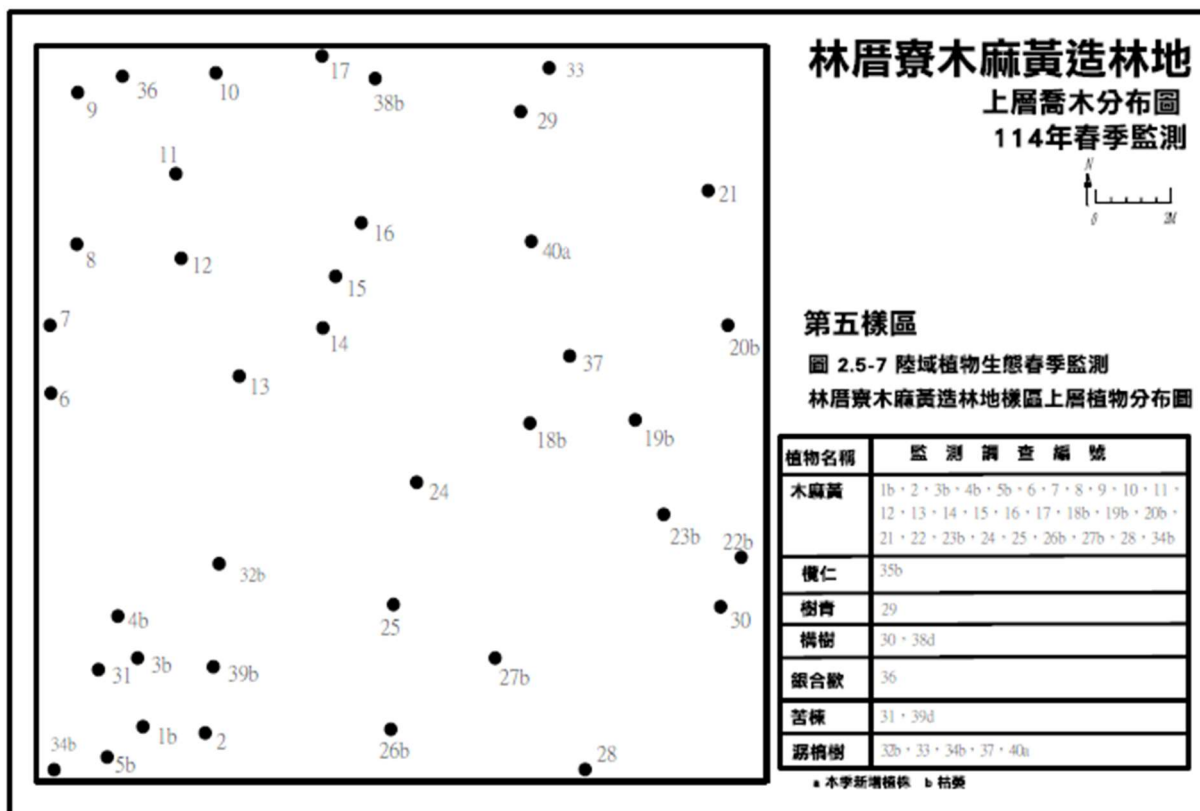 林厝寮木麻黃造林地
上層喬木分布圖
114年春季監測
N
0 2M
17
33
36
10
38b
9
29
11
21
16
40a
8
12
15
7
14
20b
37
13
6
18b
19b
24
23b
22b
32b
4b
25
30
3b
31
39b
27b
1b
2
34b
5b
26b
28
第五樣區
圖 2.5-7 陸域植物生態春季監測
林厝寮木麻黃造林地樣區上層植物分布圖
植物名稱 監測調查編號
木麻黃 1b，2，3b，4b，5b，6，7，8，9，10，11，
12，13，14，15，16，17，18b，19b，20b，
21，22，23b，24，25，26b，27b，28，34b
欖仁 35b
樹青 29
構樹 30，38d
銀合歡 36
苦楝 31，39d
潺槁樹 32b，33，34b，37，40a
a 本季新增植株 b 枯萎